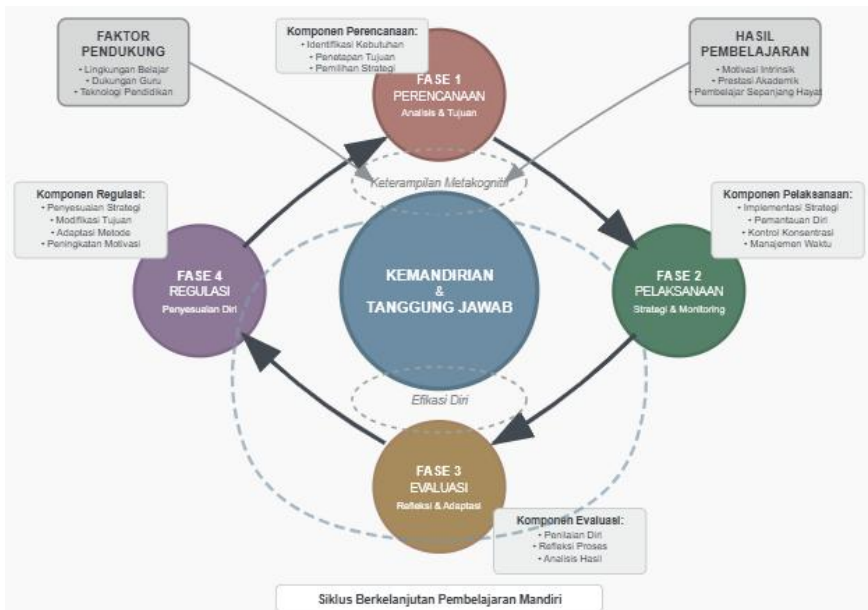 FAKTOR
PENDUKUNG
• Lingkungan Belajar
• Dukungan Guru
• Teknologi Pendidikan
Komponen Perencanaan:
• Identifikasi Kebutuhan
• Penetapan Tujuan
• Pemilihan Strategi
HASIL
PEMBELAJARAN
• Motivasi Intrinsik
• Prestasi Akademik
• Pembelajar Sepanjang Hayat
FASE 1
PERENCANAAN
Analisis & Tujuan
Keterampilan Metakognitif
Komponen Regulasi:
• Penyesuaian Strategi
• Modifikasi Tujuan
• Adaptasi Metode
• Peningkatan Motivasi
Komponen Pelaksanaan:
• Implementasi Strategi
• Pemantauan Diri
• Kontrol Konsentrasi
• Manajemen Waktu
FASE 4
REGULASI
Penyesualan Diri
KEMANDIRIAN
&
TANGGUNG JAWAB
FASE 2
PELAKSANAAN
Strategi & Monitoring
Efikasi Diri
FASE 3
EVALUASI
Refleksi & Adaptasi
Komponen Evaluasi:
• Penilaian Diri
• Refleksi Proses
• Analisis Hasil
Siklus Berkelanjutan Pembelajaran Mandiri